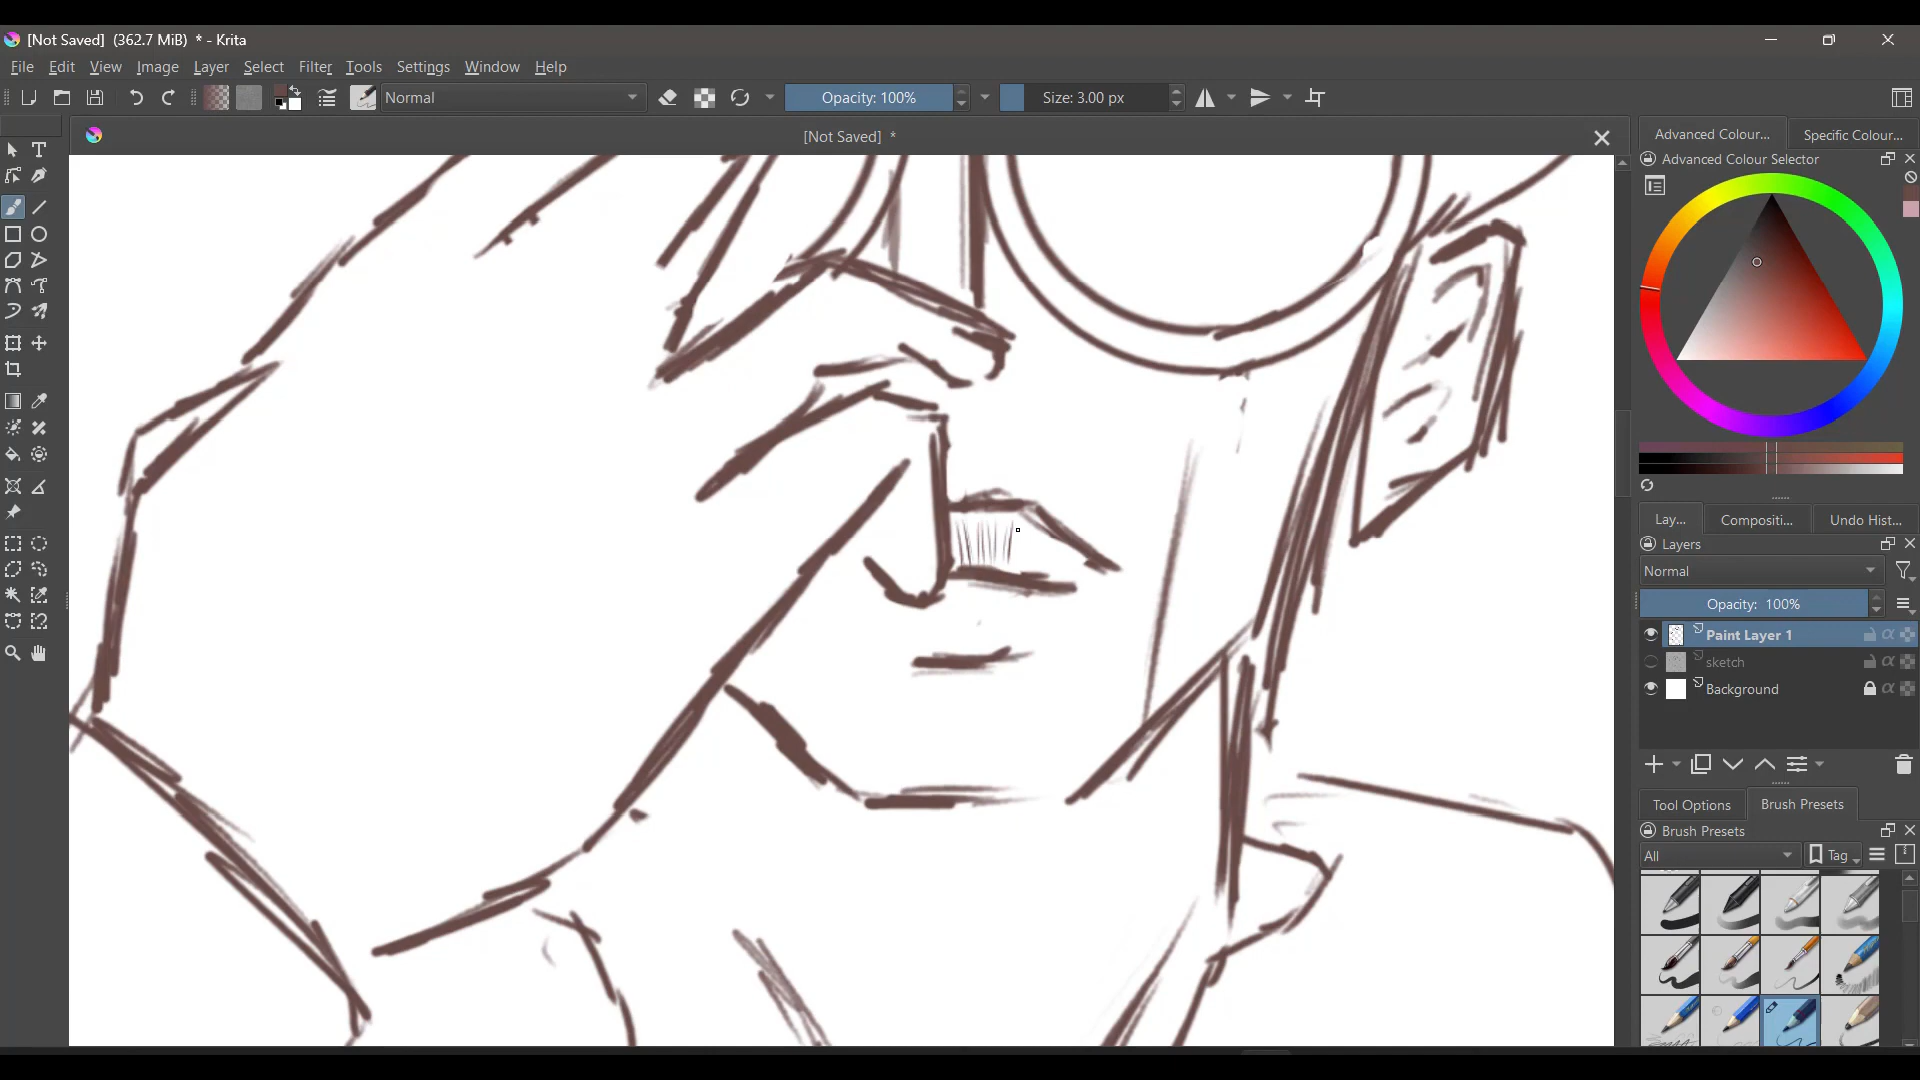 [Not Saved] (362.7 MiB) * - Krita
File Edit View Image Layer Select Filter Tools Settings Window Help
Normal Opacity: 100% Size: 3.00 px
[Not Saved] *
Advanced Colour... Specific Colour...
Advanced Colour Selector
Lay... Compositi... Undo Hist...
Layers
Normal
Opacity: 100%
Paint Layer 1
sketch
Background
Tool Options Brush Presets
Brush Presets
All Tag